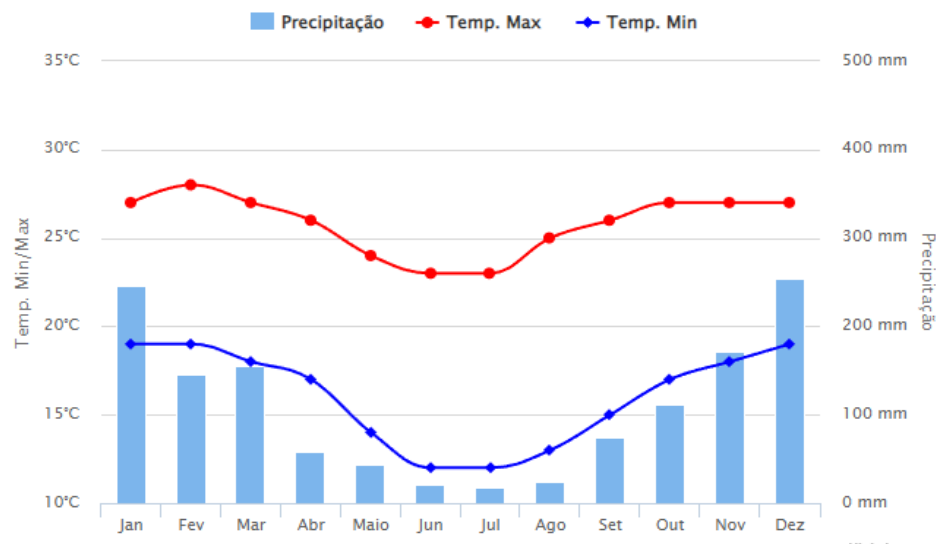 Precipitação Temp. Max Temp. Min
35°C 500 mm
30°C 400 mm
25°C 300 mm
20°C 200 mm
15°C 100 mm
10°C 0 mm
Temp. Min/Max
Precipitação
Jan Fev Mar Abr Maio Jun Jul Ago Set Out Nov Dez